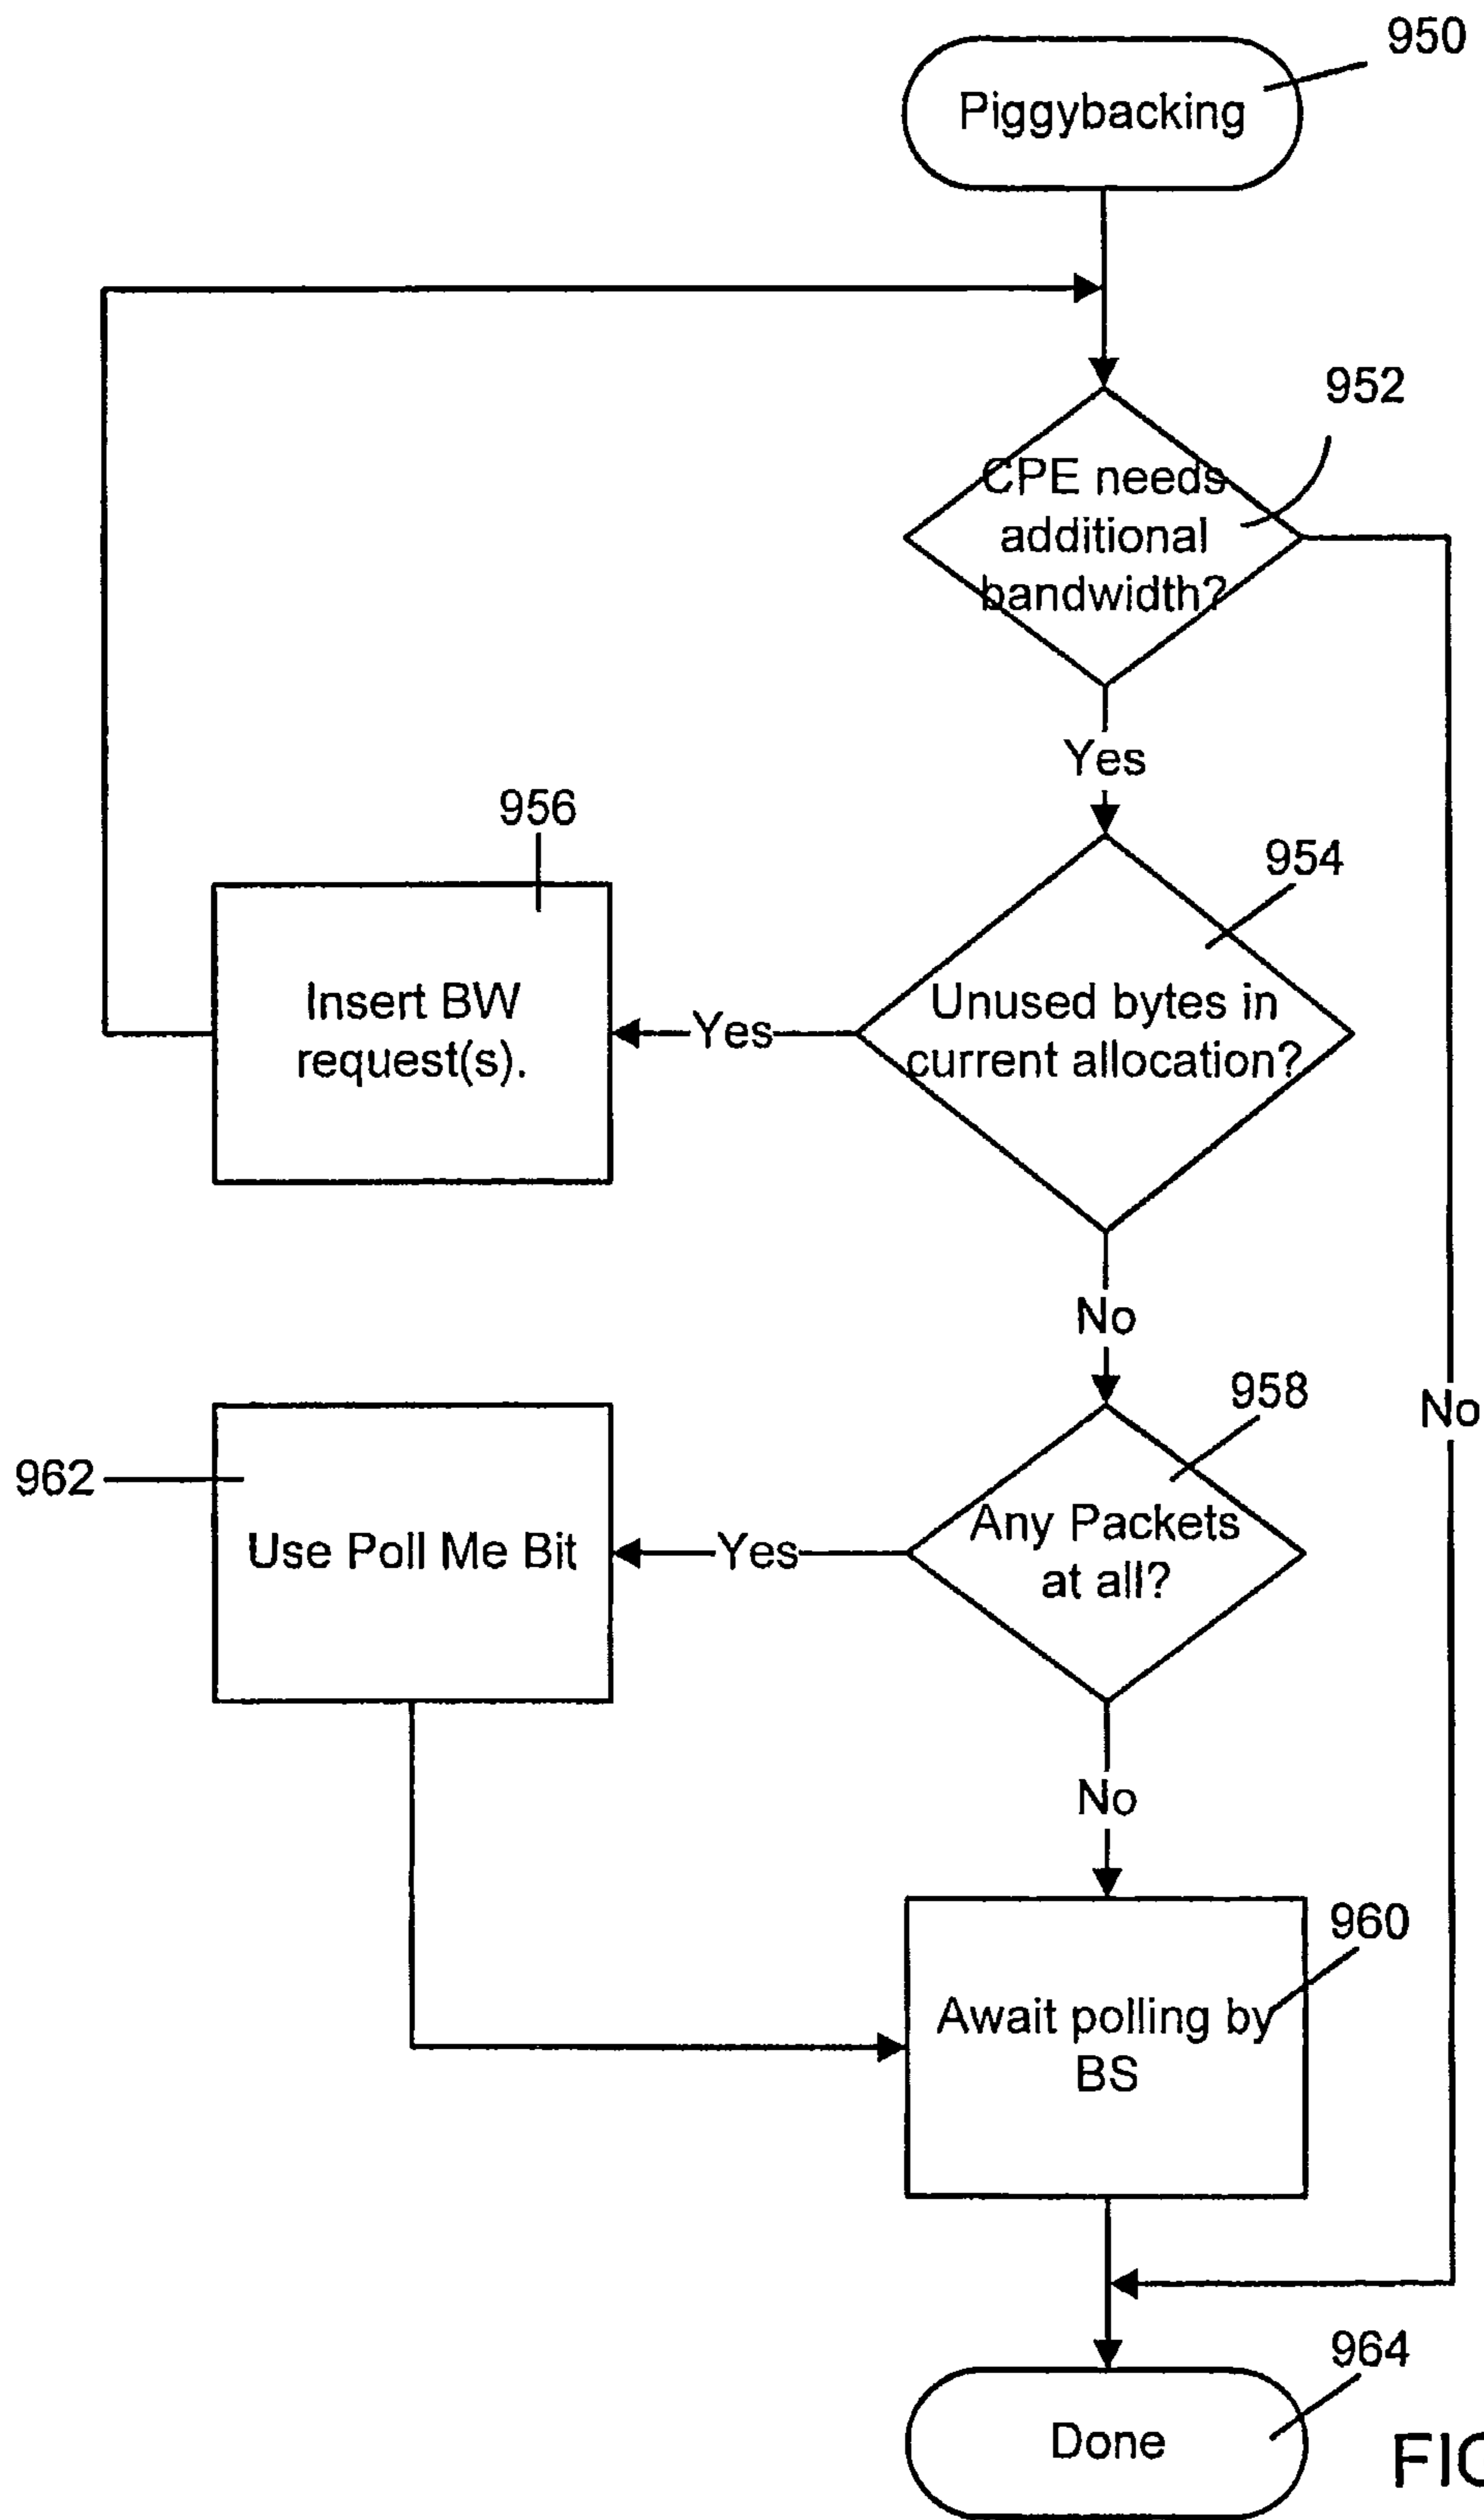 950
Piggybacking
952
CPE needs
additional
bandwidth?
Yes
956
954
Insert BW
request(s).
Yes
Unused bytes in
current allocation?
No
958
No
962
Use Poll Me Bit
Yes
Any Packets
at all?
No
960
Await polling by
BS
964
Done